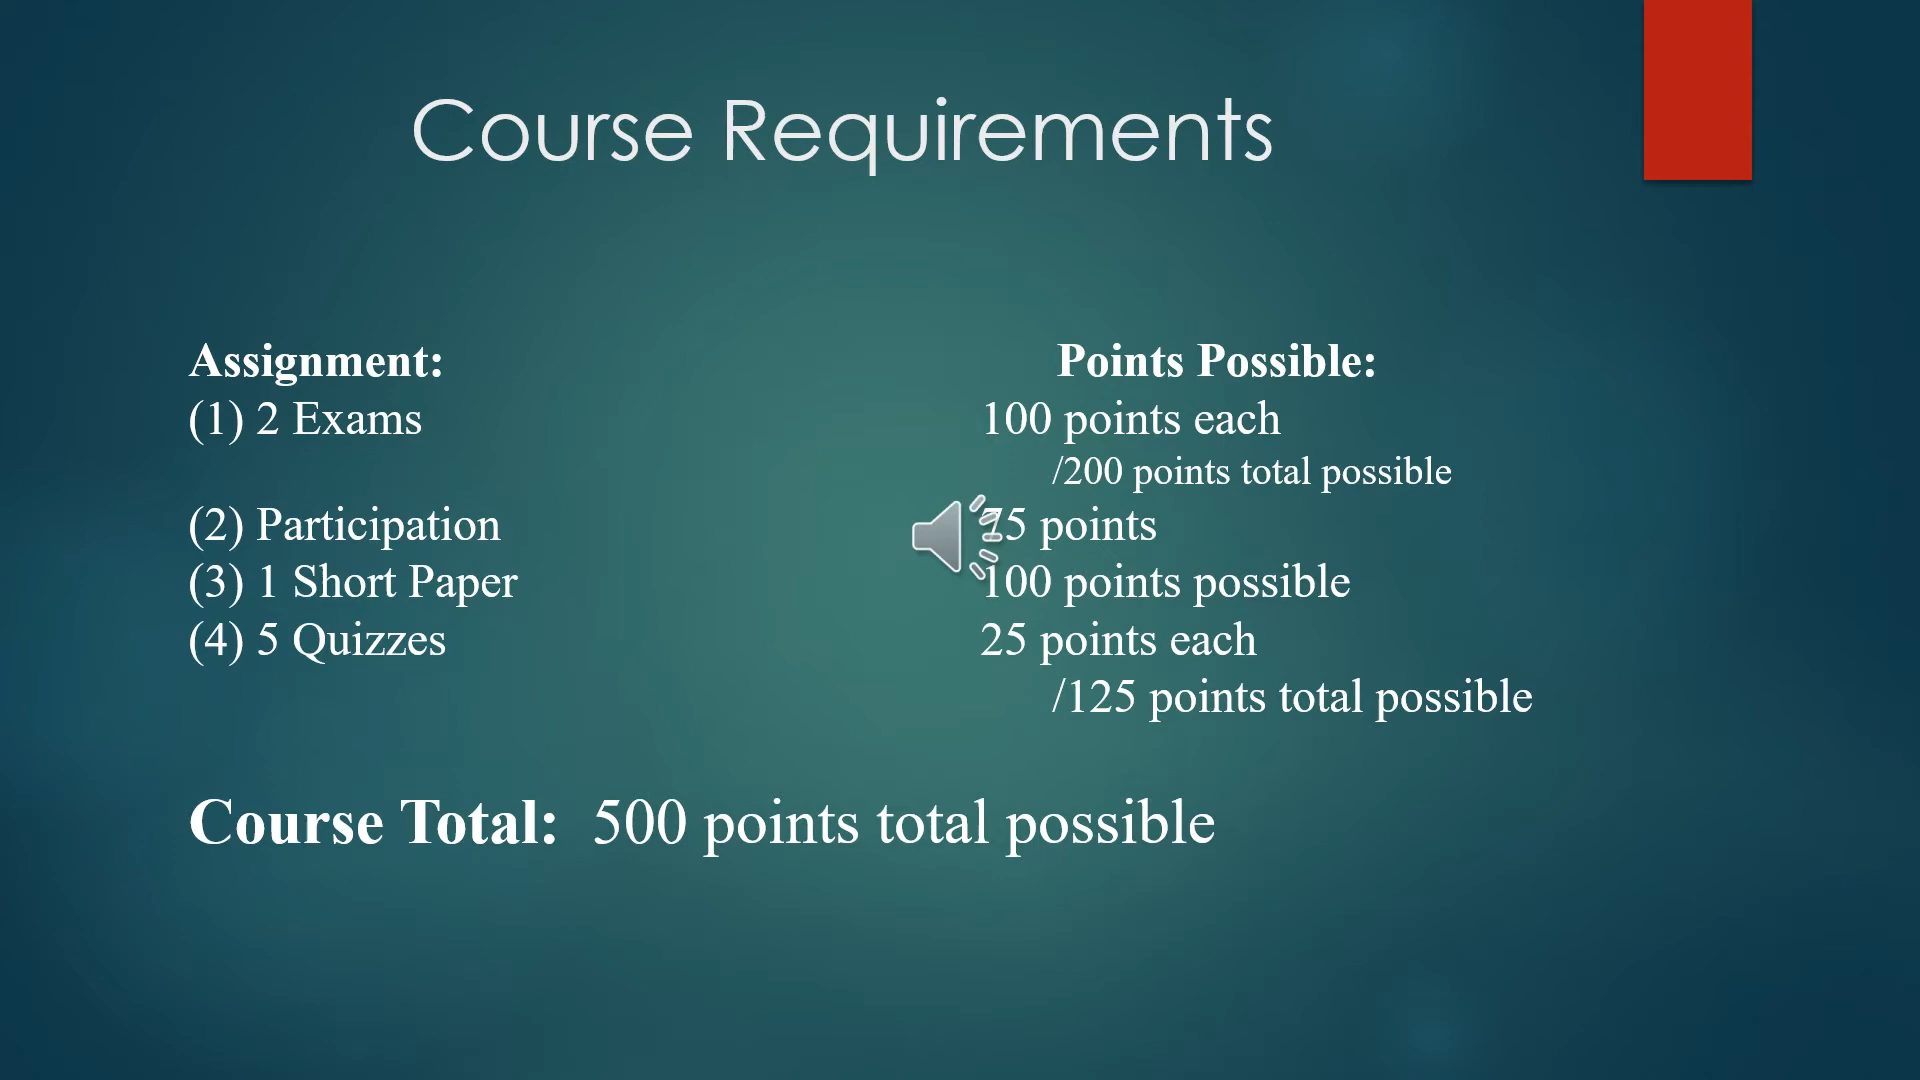 Course Requirements
Assignment: Points Possible:
(1) 2 Exams 100 points each
/200 points total possible
(2) Participation 75 points
(3) 1 Short Paper 100 points possible
(4) 5 Quizzes 25 points each
/125 points total possible
Course Total: 500 points total possible